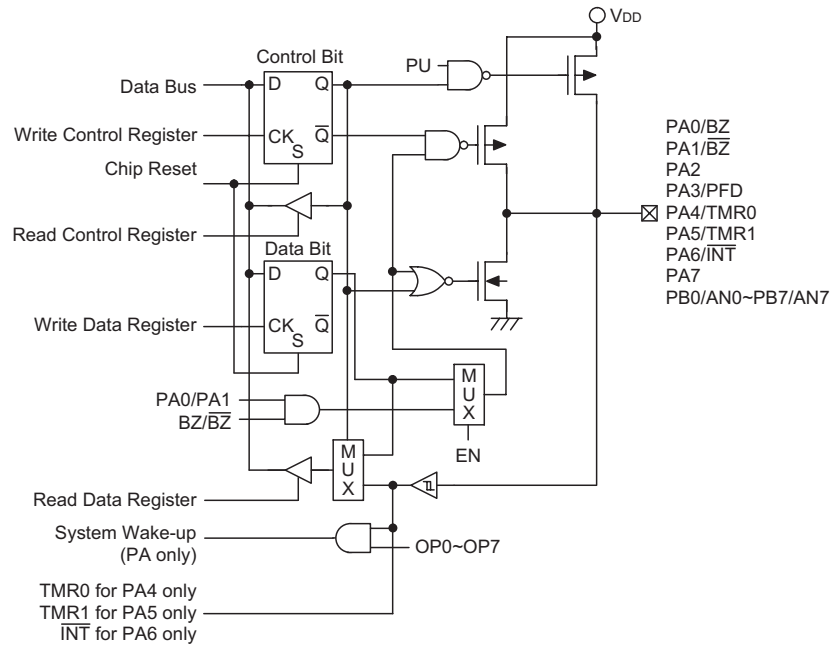 VDD
Control Bit
PU
Data Bus
D Q
Write Control Register
CK Q̅
S
Chip Reset
Read Control Register
Data Bit
D Q
Write Data Register
CK Q̅
S
PA0/BZ
PA1/B̅Z̅
PA2
PA3/PFD
PA4/TMR0
PA5/TMR1
PA6/I̅N̅T̅
PA7
PB0/AN0~PB7/AN7
PA0/PA1
BZ/B̅Z̅
M
U
X
EN
M
U
X
Read Data Register
System Wake-up
(PA only)
OP0~OP7
TMR0 for PA4 only
TMR1 for PA5 only
I̅N̅T̅ for PA6 only